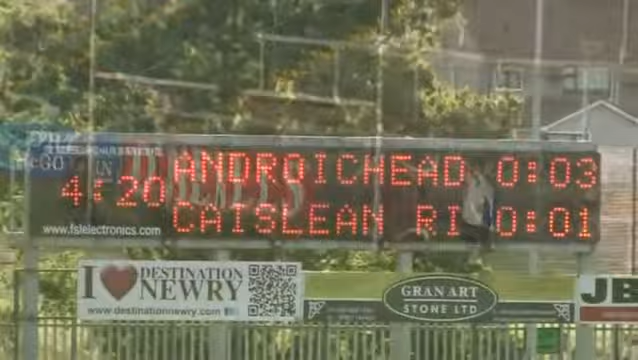 ANDROICHEAD 0:03
4:20
CAISLEAN RI 0:01
www.fslelectronics.com
I ❤ DESTINATION NEWRY
www.destinationnewry.com
GRAN ART
STONE LTD
JB